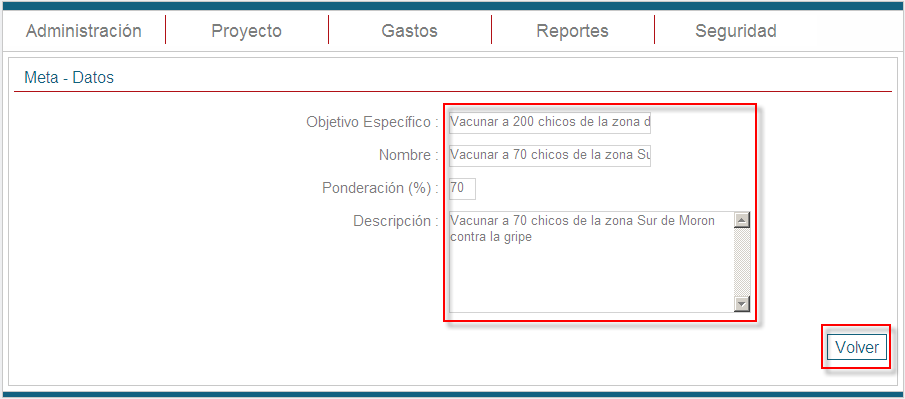 Administración Proyecto Gastos Reportes Seguridad
Meta - Datos
Objetivo Específico : Vacunar a 200 chicos de la zona d
Nombre : Vacunar a 70 chicos de la zona Su
Ponderación (%) : 70
Descripción : Vacunar a 70 chicos de la zona Sur de Moron
contra la gripe
Volver